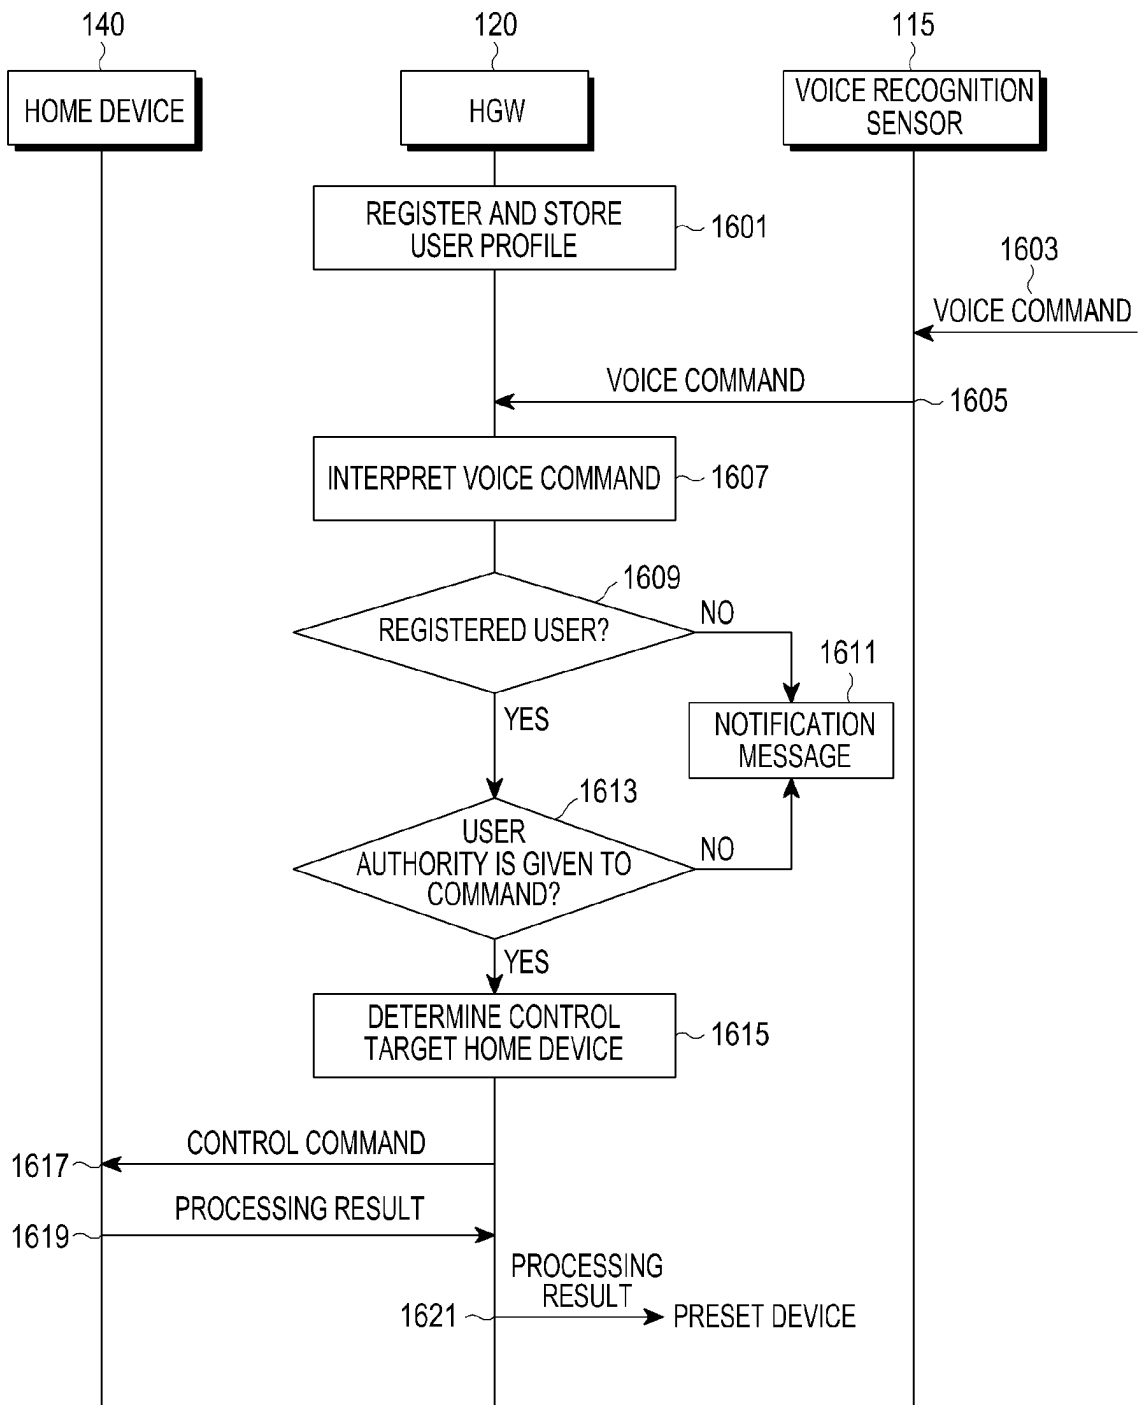 140
120
115
HOME DEVICE
HGW
VOICE RECOGNITION
SENSOR
REGISTER AND STORE
USER PROFILE
1601
1603
VOICE COMMAND
VOICE COMMAND
1605
INTERPRET VOICE COMMAND
1607
1609
REGISTERED USER?
NO
1611
YES
NOTIFICATION
MESSAGE
1613
USER
AUTHORITY IS GIVEN TO
COMMAND?
NO
YES
DETERMINE CONTROL
TARGET HOME DEVICE
1615
CONTROL COMMAND
1617
PROCESSING RESULT
1619
PROCESSING
RESULT
1621
PRESET DEVICE